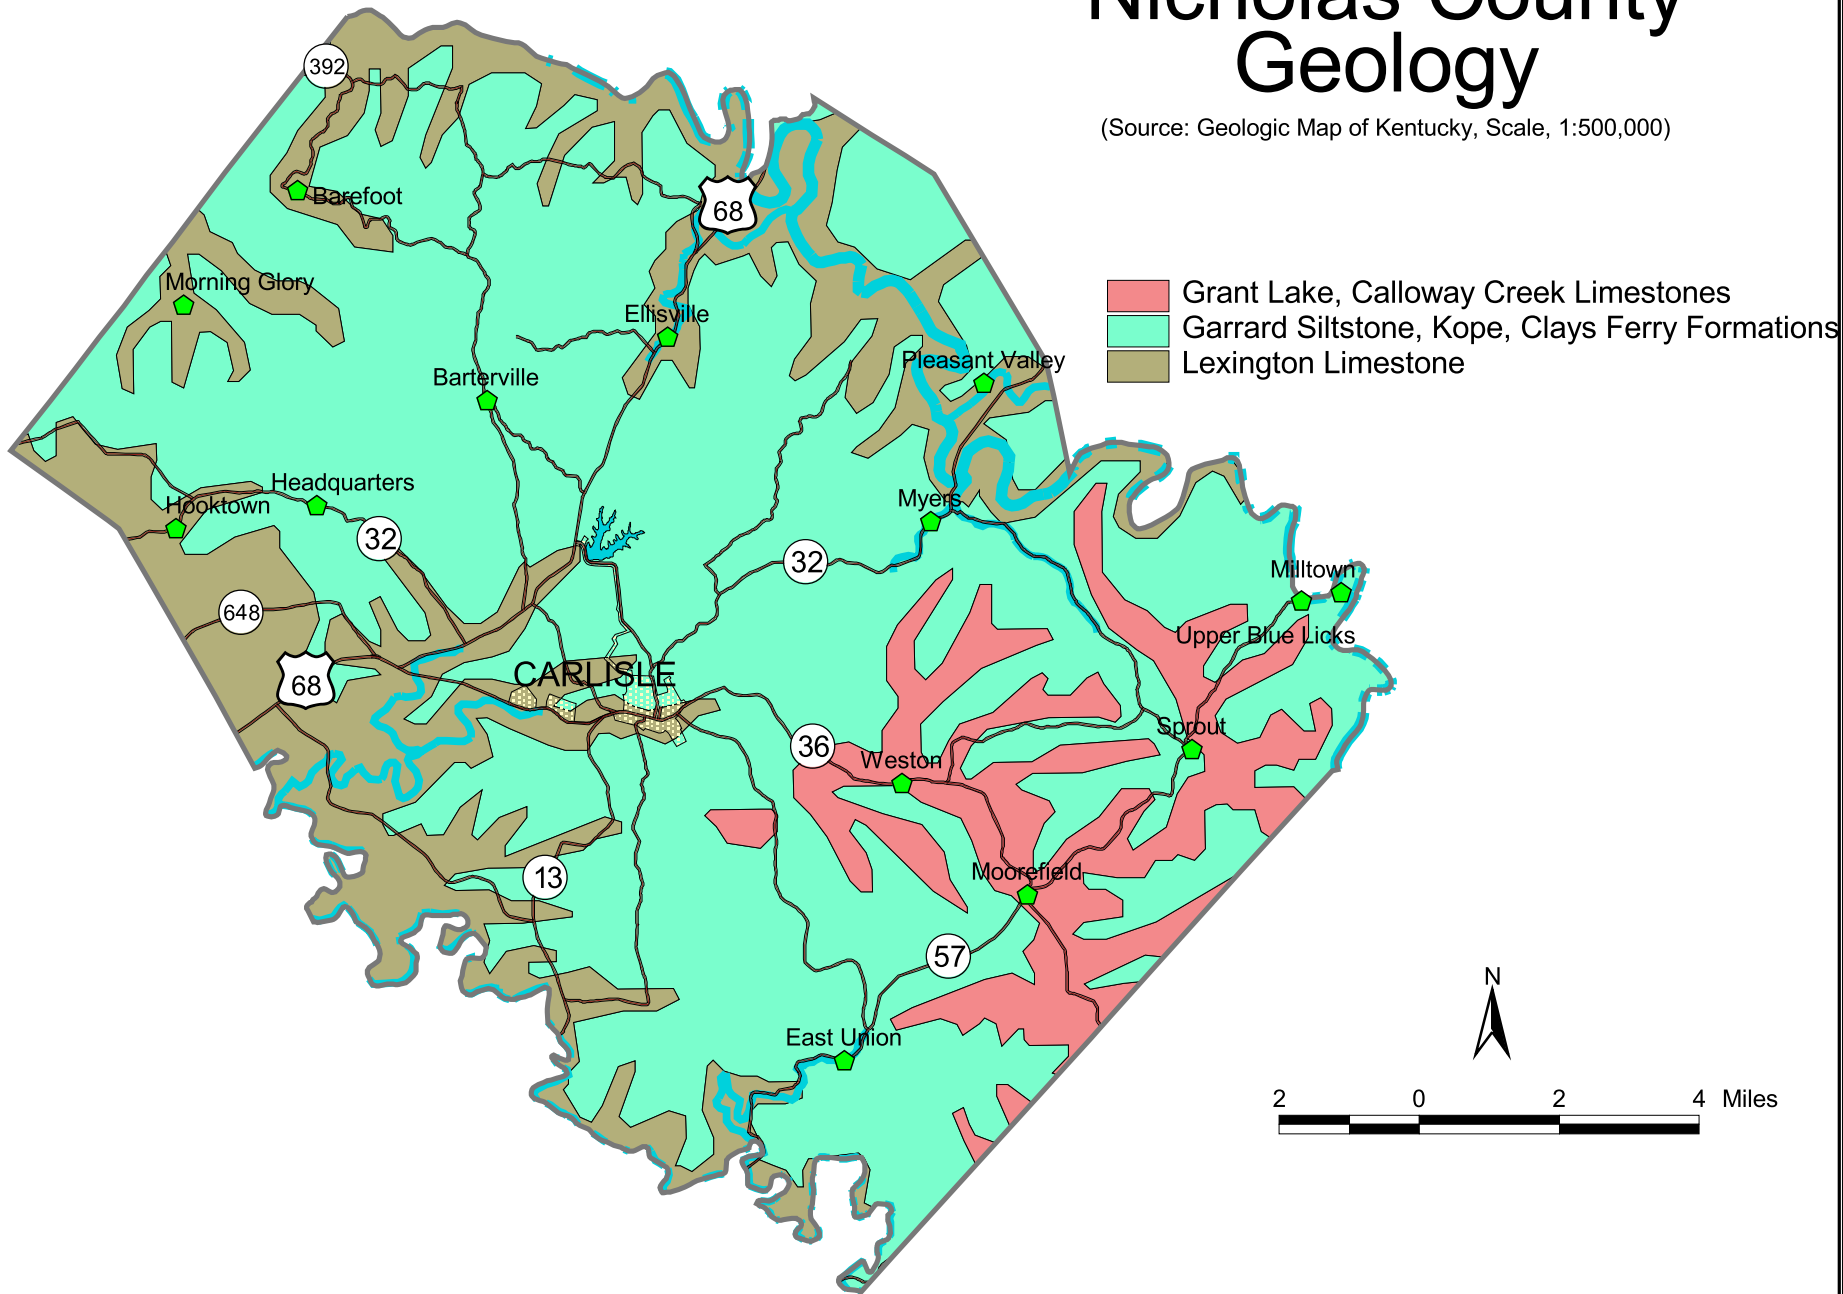 Nicholas County
Geology
(Source: Geologic Map of Kentucky, Scale, 1:500,000)
392
Barefoot
68
Morning Glory
Grant Lake, Calloway Creek Limestones
Ellisville
Garrard Siltstone, Kope, Clays Ferry Formations
Pleasant Valley
Lexington Limestone
Barterville
Headquarters
Hooktown
Myers
32
32
Milltown
648
Upper Blue Licks
68
CARLISLE
Sprout
36
Weston
Moorefield
13
57
N
East Union
2 0 2 4 Miles